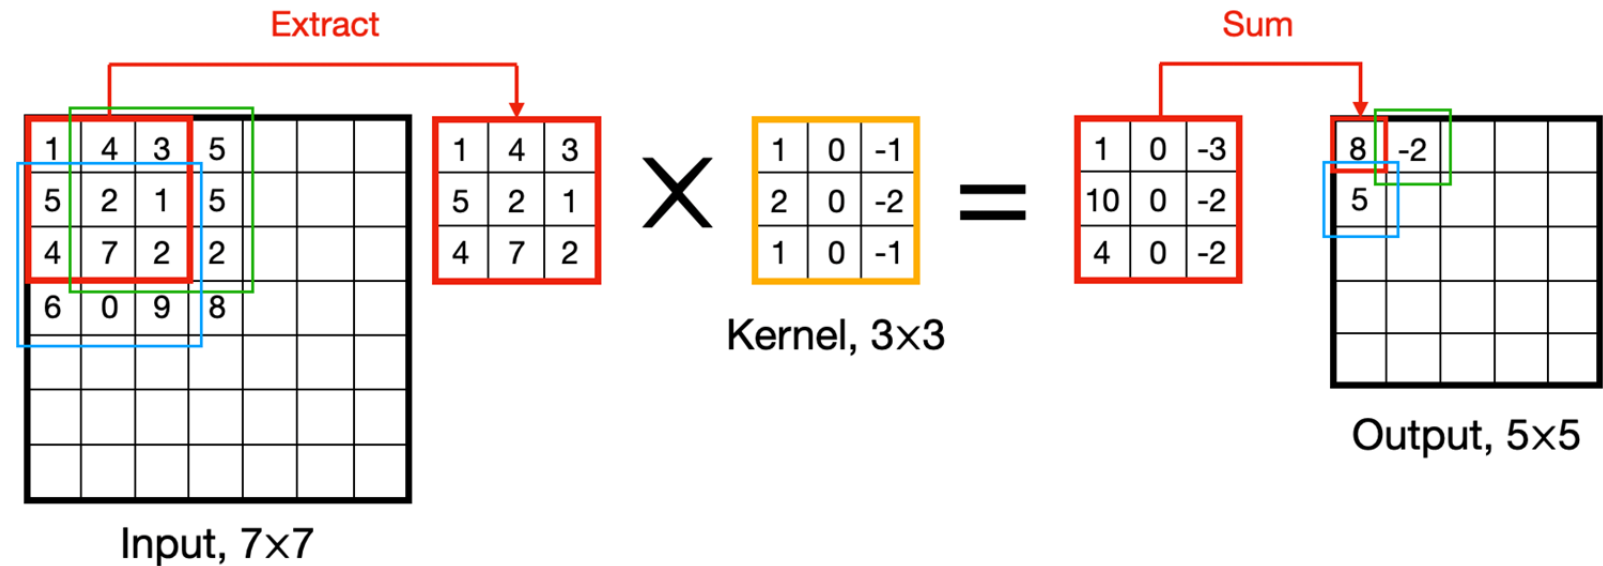 Extract
Sum
1 4 3 5
5 2 1 5
4 7 2 2
6 0 9 8
1 4 3
5 2 1
4 7 2
×
1 0 -1
2 0 -2
1 0 -1
=
1 0 -3
10 0 -2
4 0 -2
8 -2
5
Kernel, 3×3
Output, 5×5
Input, 7×7